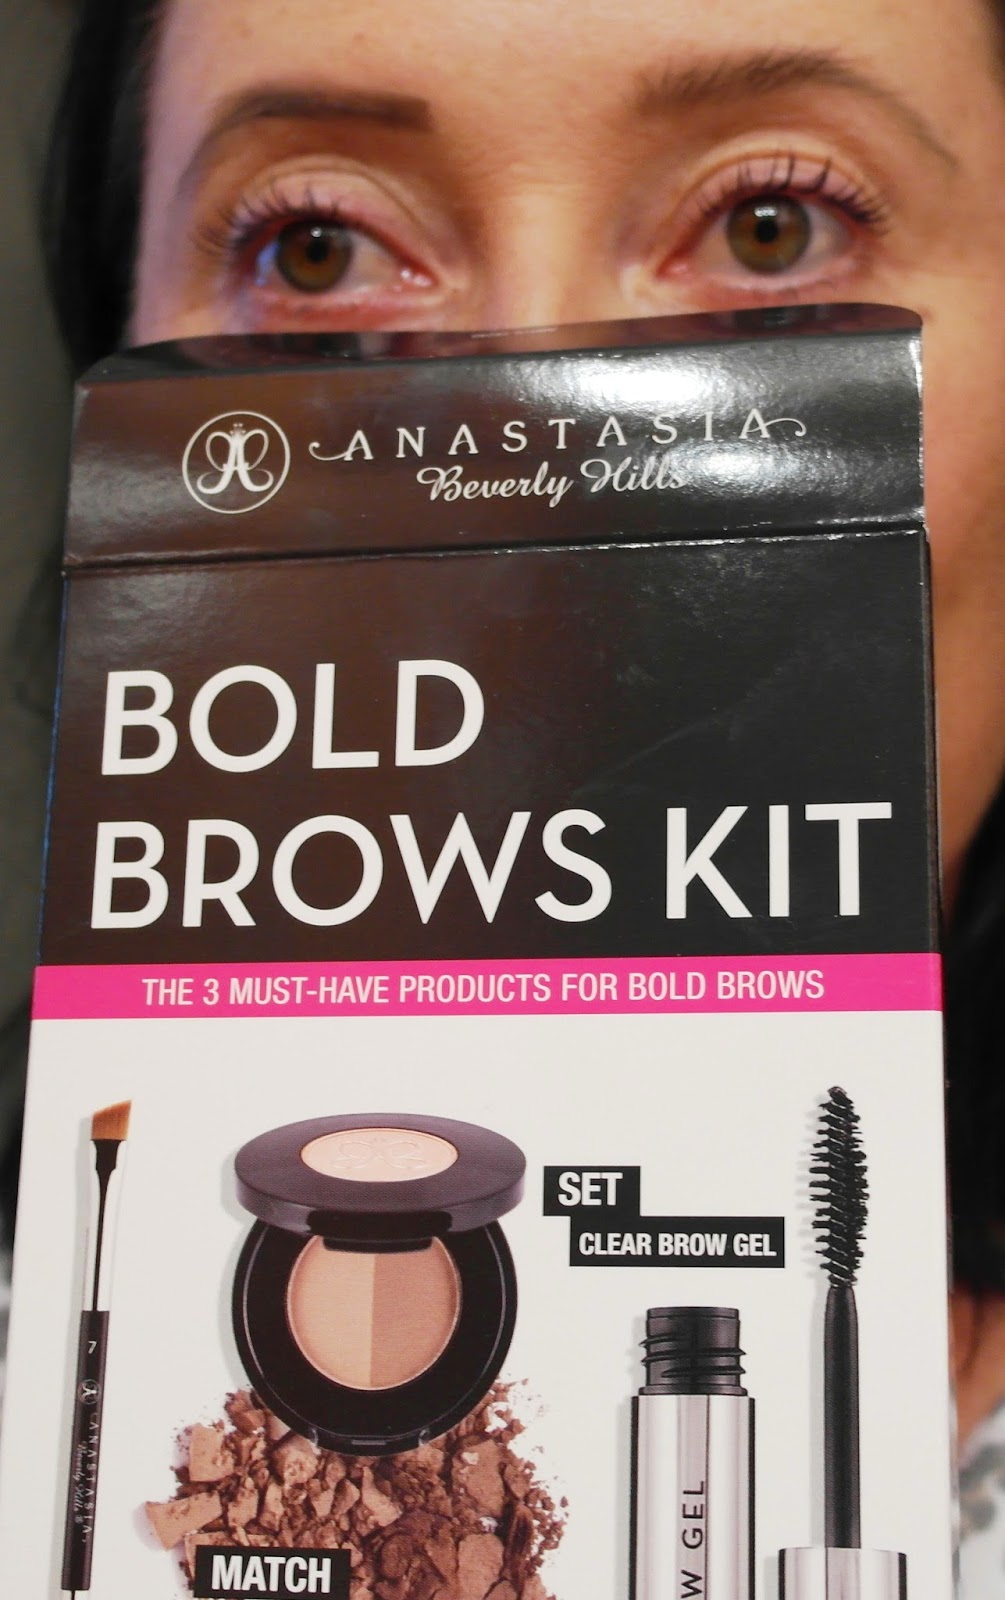 ANASTASIA
Beverly Hills
BOLD
BROWS KIT
THE 3 MUST-HAVE PRODUCTS FOR BOLD BROWS
SET
CLEAR BROW GEL
7
ANASTASIA
Beverly Hills
W GEL
MATCH